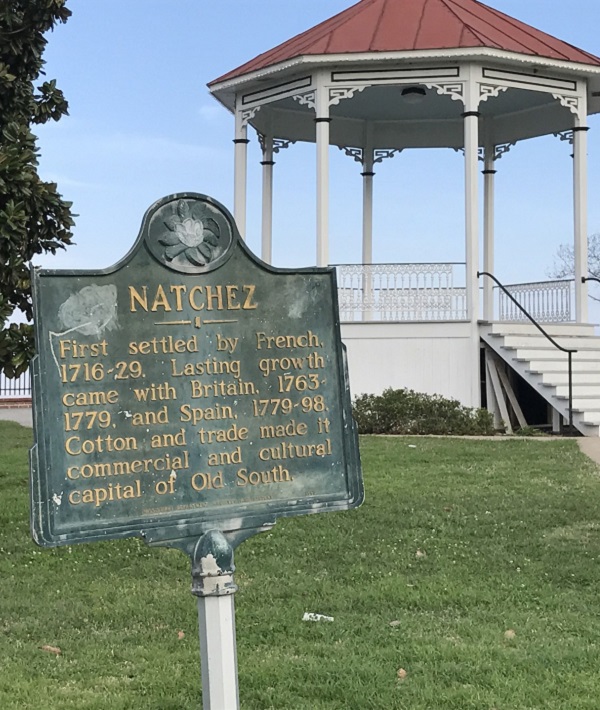 NATCHEZ
First settled by French,
1716-29. Lasting growth
came with Britain, 1763-
1779, and Spain, 1779-98.
Cotton and trade made it
commercial and cultural
capital of Old South.